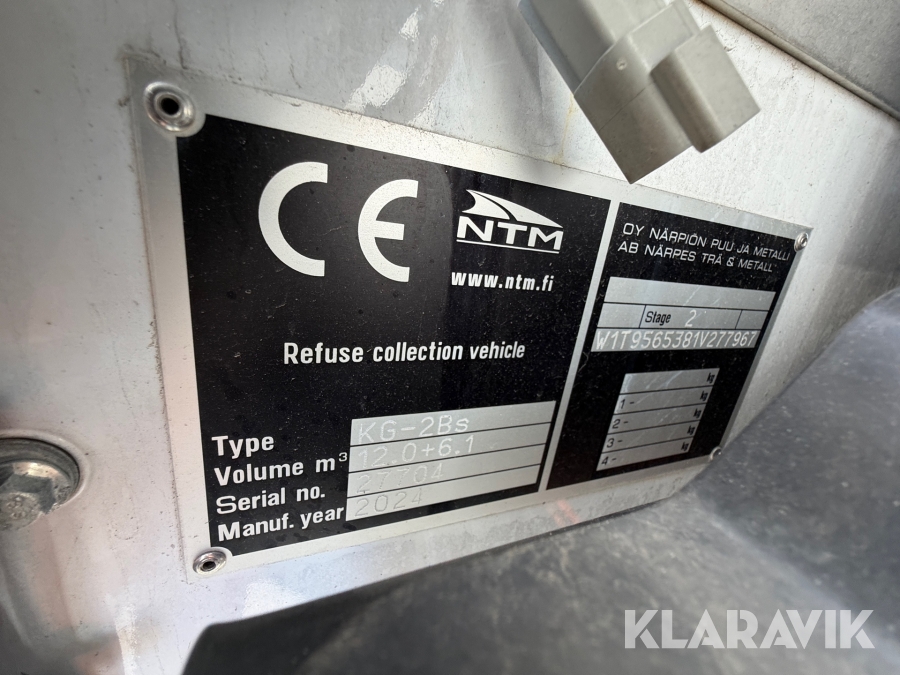 CE
NTM
www.ntm.fi
Refuse collection vehicle
Type KG-2Bs
Volume m³ 12.0+6.1
Serial no. 27704
Manuf. year 2024
OY NÄRPIÖN PUU JA METALLI
AB NÄRPES TRÄ & METALL
Stage 2
W1T9565381V277967
kg
1 - kg
2 - kg
3 - kg
4 - kg
KLARAVIK